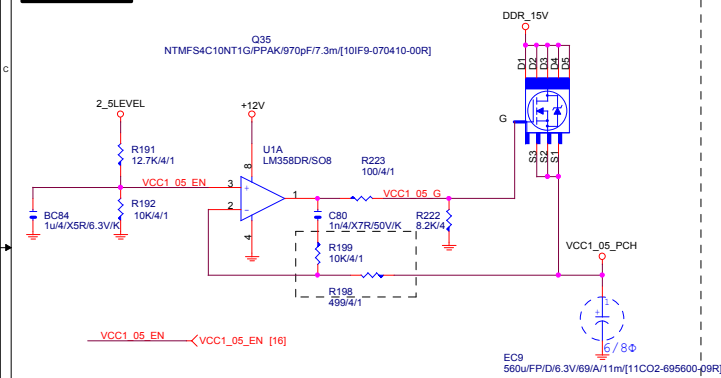 DDR_15V
Q35
NTMFS4C10NT1G/PPAK/970pF/7.3m/[10IF9-070410-00R]
D1
D2
D3
D4
D5
C
2_5LEVEL
+12V
G
R191
12.7K/4/1
U1A
LM358DR/SO8
R223
100/4/1
S3
S2
S1
8
VCC1_05_EN
3
+
1
VCC1_05_G
BC84
1u/4/X5R/6.3V/K
R192
10K/4/1
2
-
4
C80
1n/4/X7R/50V/K
R222
8.2K/4
R199
10K/4/1
VCC1_05_PCH
R198
499/4/1
1
+
6/8Φ
VCC1_05_EN
VCC1_05_EN [16]
EC9
560u/FP/D/6.3V/69/A/11m/[11CO2-695600-09R]